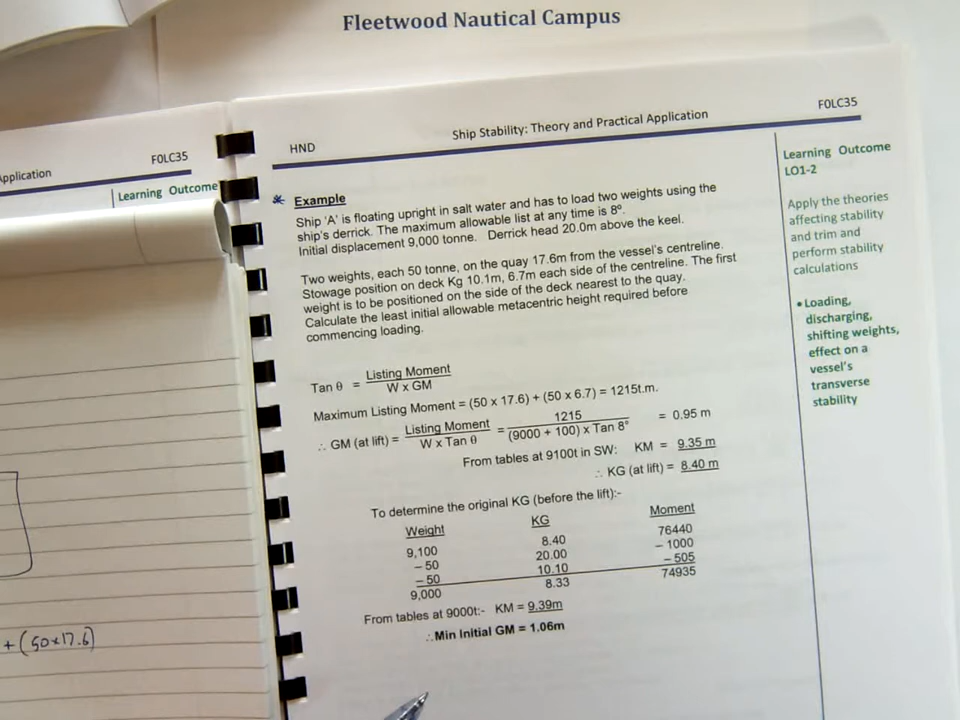 Fleetwood Nautical Campus
Application
F0LC35
Learning Outcome
+ (50x17.6)
HND
Ship Stability: Theory and Practical Application
F0LC35
* Example
Ship 'A' is floating upright in salt water and has to load two weights using the
ship's derrick. The maximum allowable list at any time is 8º.
Initial displacement 9,000 tonne. Derrick head 20.0m above the keel.
Two weights, each 50 tonne, on the quay 17.6m from the vessel's centreline.
Stowage position on deck Kg 10.1m, 6.7m each side of the centreline. The first
weight is to be positioned on the side of the deck nearest to the quay.
Calculate the least initial allowable metacentric height required before
commencing loading.
Tan θ = Listing Moment
W x GM
Maximum Listing Moment = (50 x 17.6) + (50 x 6.7) = 1215t.m.
∴ GM (at lift) = Listing Moment = 1215 = 0.95 m
W x Tan θ (9000 + 100) x Tan 8°
From tables at 9100t in SW: KM = 9.35 m
∴ KG (at lift) = 8.40 m
To determine the original KG (before the lift):-
Weight KG Moment
9,100 8.40 76440
– 50 20.00 – 1000
– 50 10.10 – 505
9,000 8.33 74935
From tables at 9000t:- KM = 9.39m
∴Min Initial GM = 1.06m
Learning Outcome
LO1-2
Apply the theories
affecting stability
and trim and
perform stability
calculations
• Loading,
discharging,
shifting weights,
effect on a
vessel's
transverse
stability